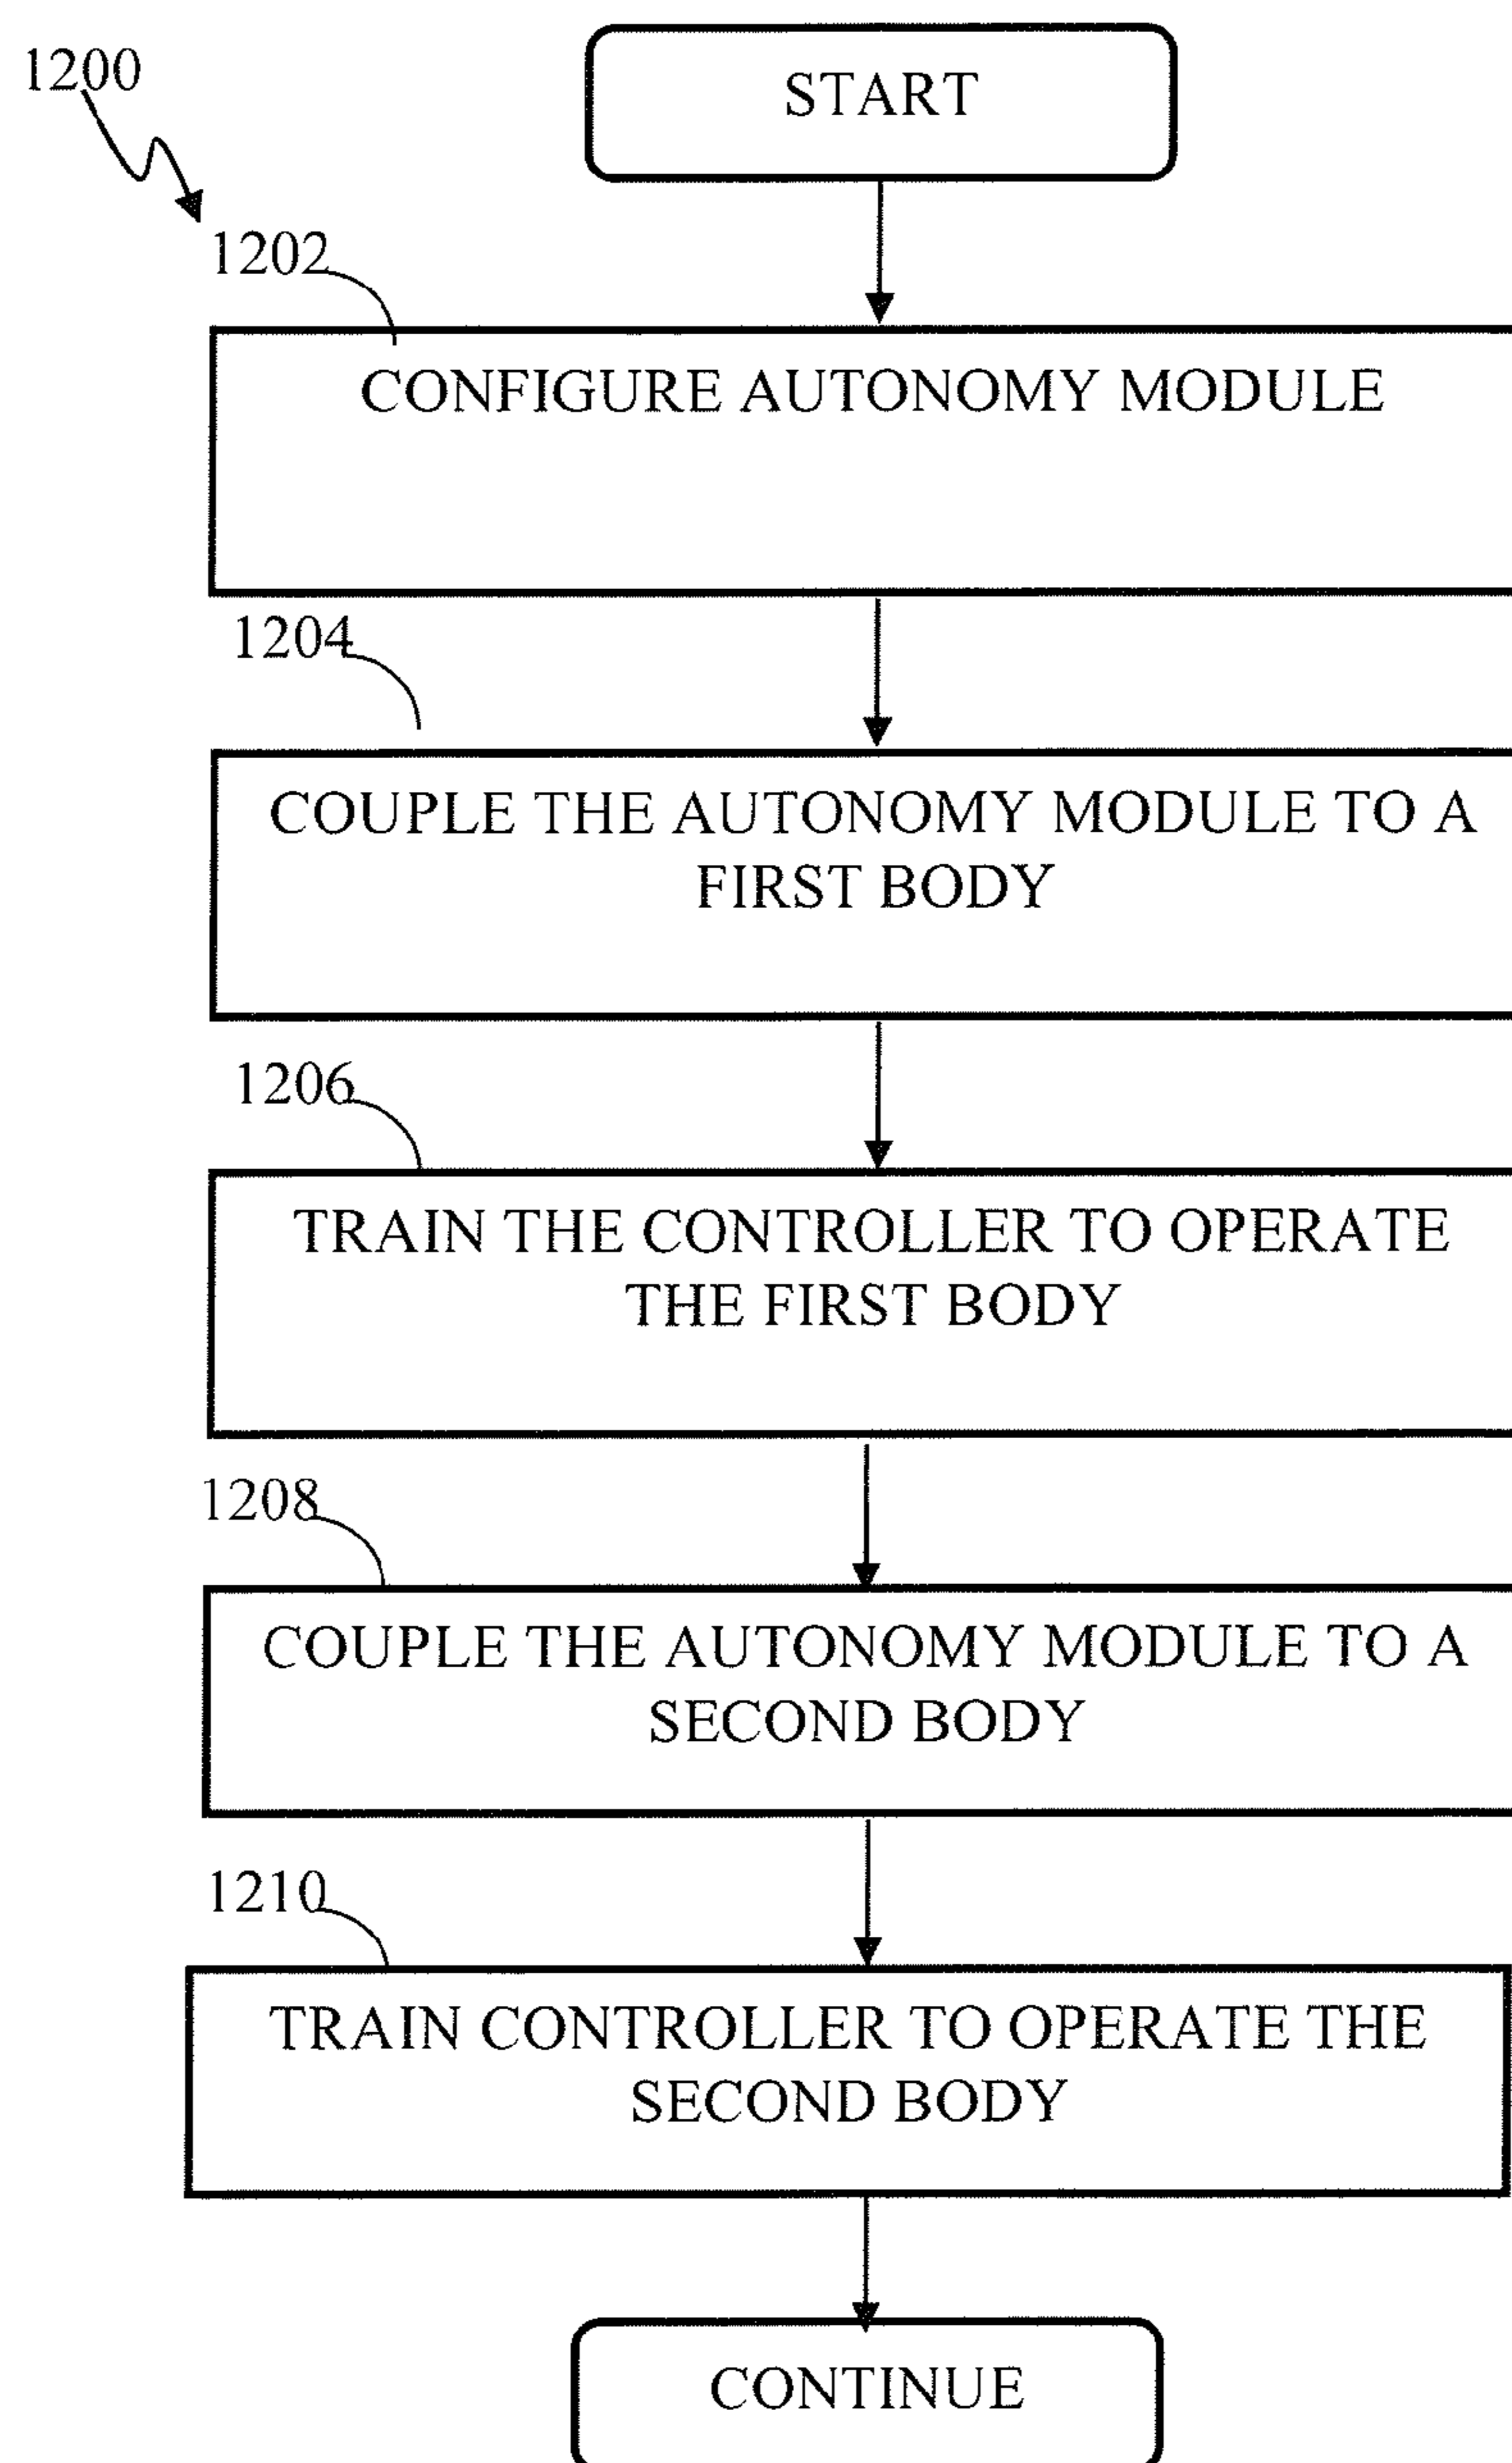 1200
START
1202
CONFIGURE AUTONOMY MODULE
1204
COUPLE THE AUTONOMY MODULE TO A
FIRST BODY
1206
TRAIN THE CONTROLLER TO OPERATE
THE FIRST BODY
1208
COUPLE THE AUTONOMY MODULE TO A
SECOND BODY
1210
TRAIN CONTROLLER TO OPERATE THE
SECOND BODY
CONTINUE